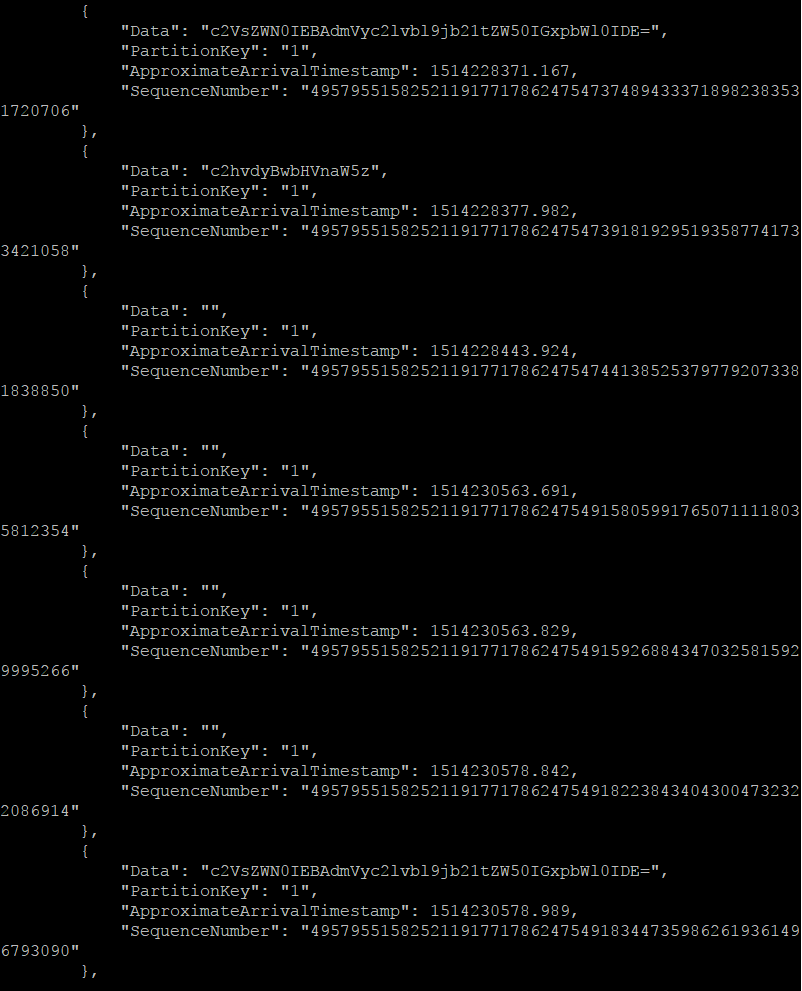 {
"Data": "c2VsZWN0IEBAdmVyc2lvbl9jb21tZW50IGxpbWl0IDE=",
"PartitionKey": "1",
"ApproximateArrivalTimestamp": 1514228371.167,
"SequenceNumber": "49579551582521191771786247547374894333718982383531720706"
},
{
"Data": "c2hvdyBwbHVnaW5z",
"PartitionKey": "1",
"ApproximateArrivalTimestamp": 1514228377.982,
"SequenceNumber": "49579551582521191771786247547391819295193587741733421058"
},
{
"Data": "",
"PartitionKey": "1",
"ApproximateArrivalTimestamp": 1514228443.924,
"SequenceNumber": "49579551582521191771786247547441385253797792073381838850"
},
{
"Data": "",
"PartitionKey": "1",
"ApproximateArrivalTimestamp": 1514230563.691,
"SequenceNumber": "49579551582521191771786247549158059917650711118035812354"
},
{
"Data": "",
"PartitionKey": "1",
"ApproximateArrivalTimestamp": 1514230563.829,
"SequenceNumber": "49579551582521191771786247549159268843470325815929995266"
},
{
"Data": "",
"PartitionKey": "1",
"ApproximateArrivalTimestamp": 1514230578.842,
"SequenceNumber": "49579551582521191771786247549182238434043004732322086914"
},
{
"Data": "c2VsZWN0IEBAdmVyc2lvbl9jb21tZW50IGxpbWl0IDE=",
"PartitionKey": "1",
"ApproximateArrivalTimestamp": 1514230578.989,
"SequenceNumber": "49579551582521191771786247549183447359862619361496793090"
},